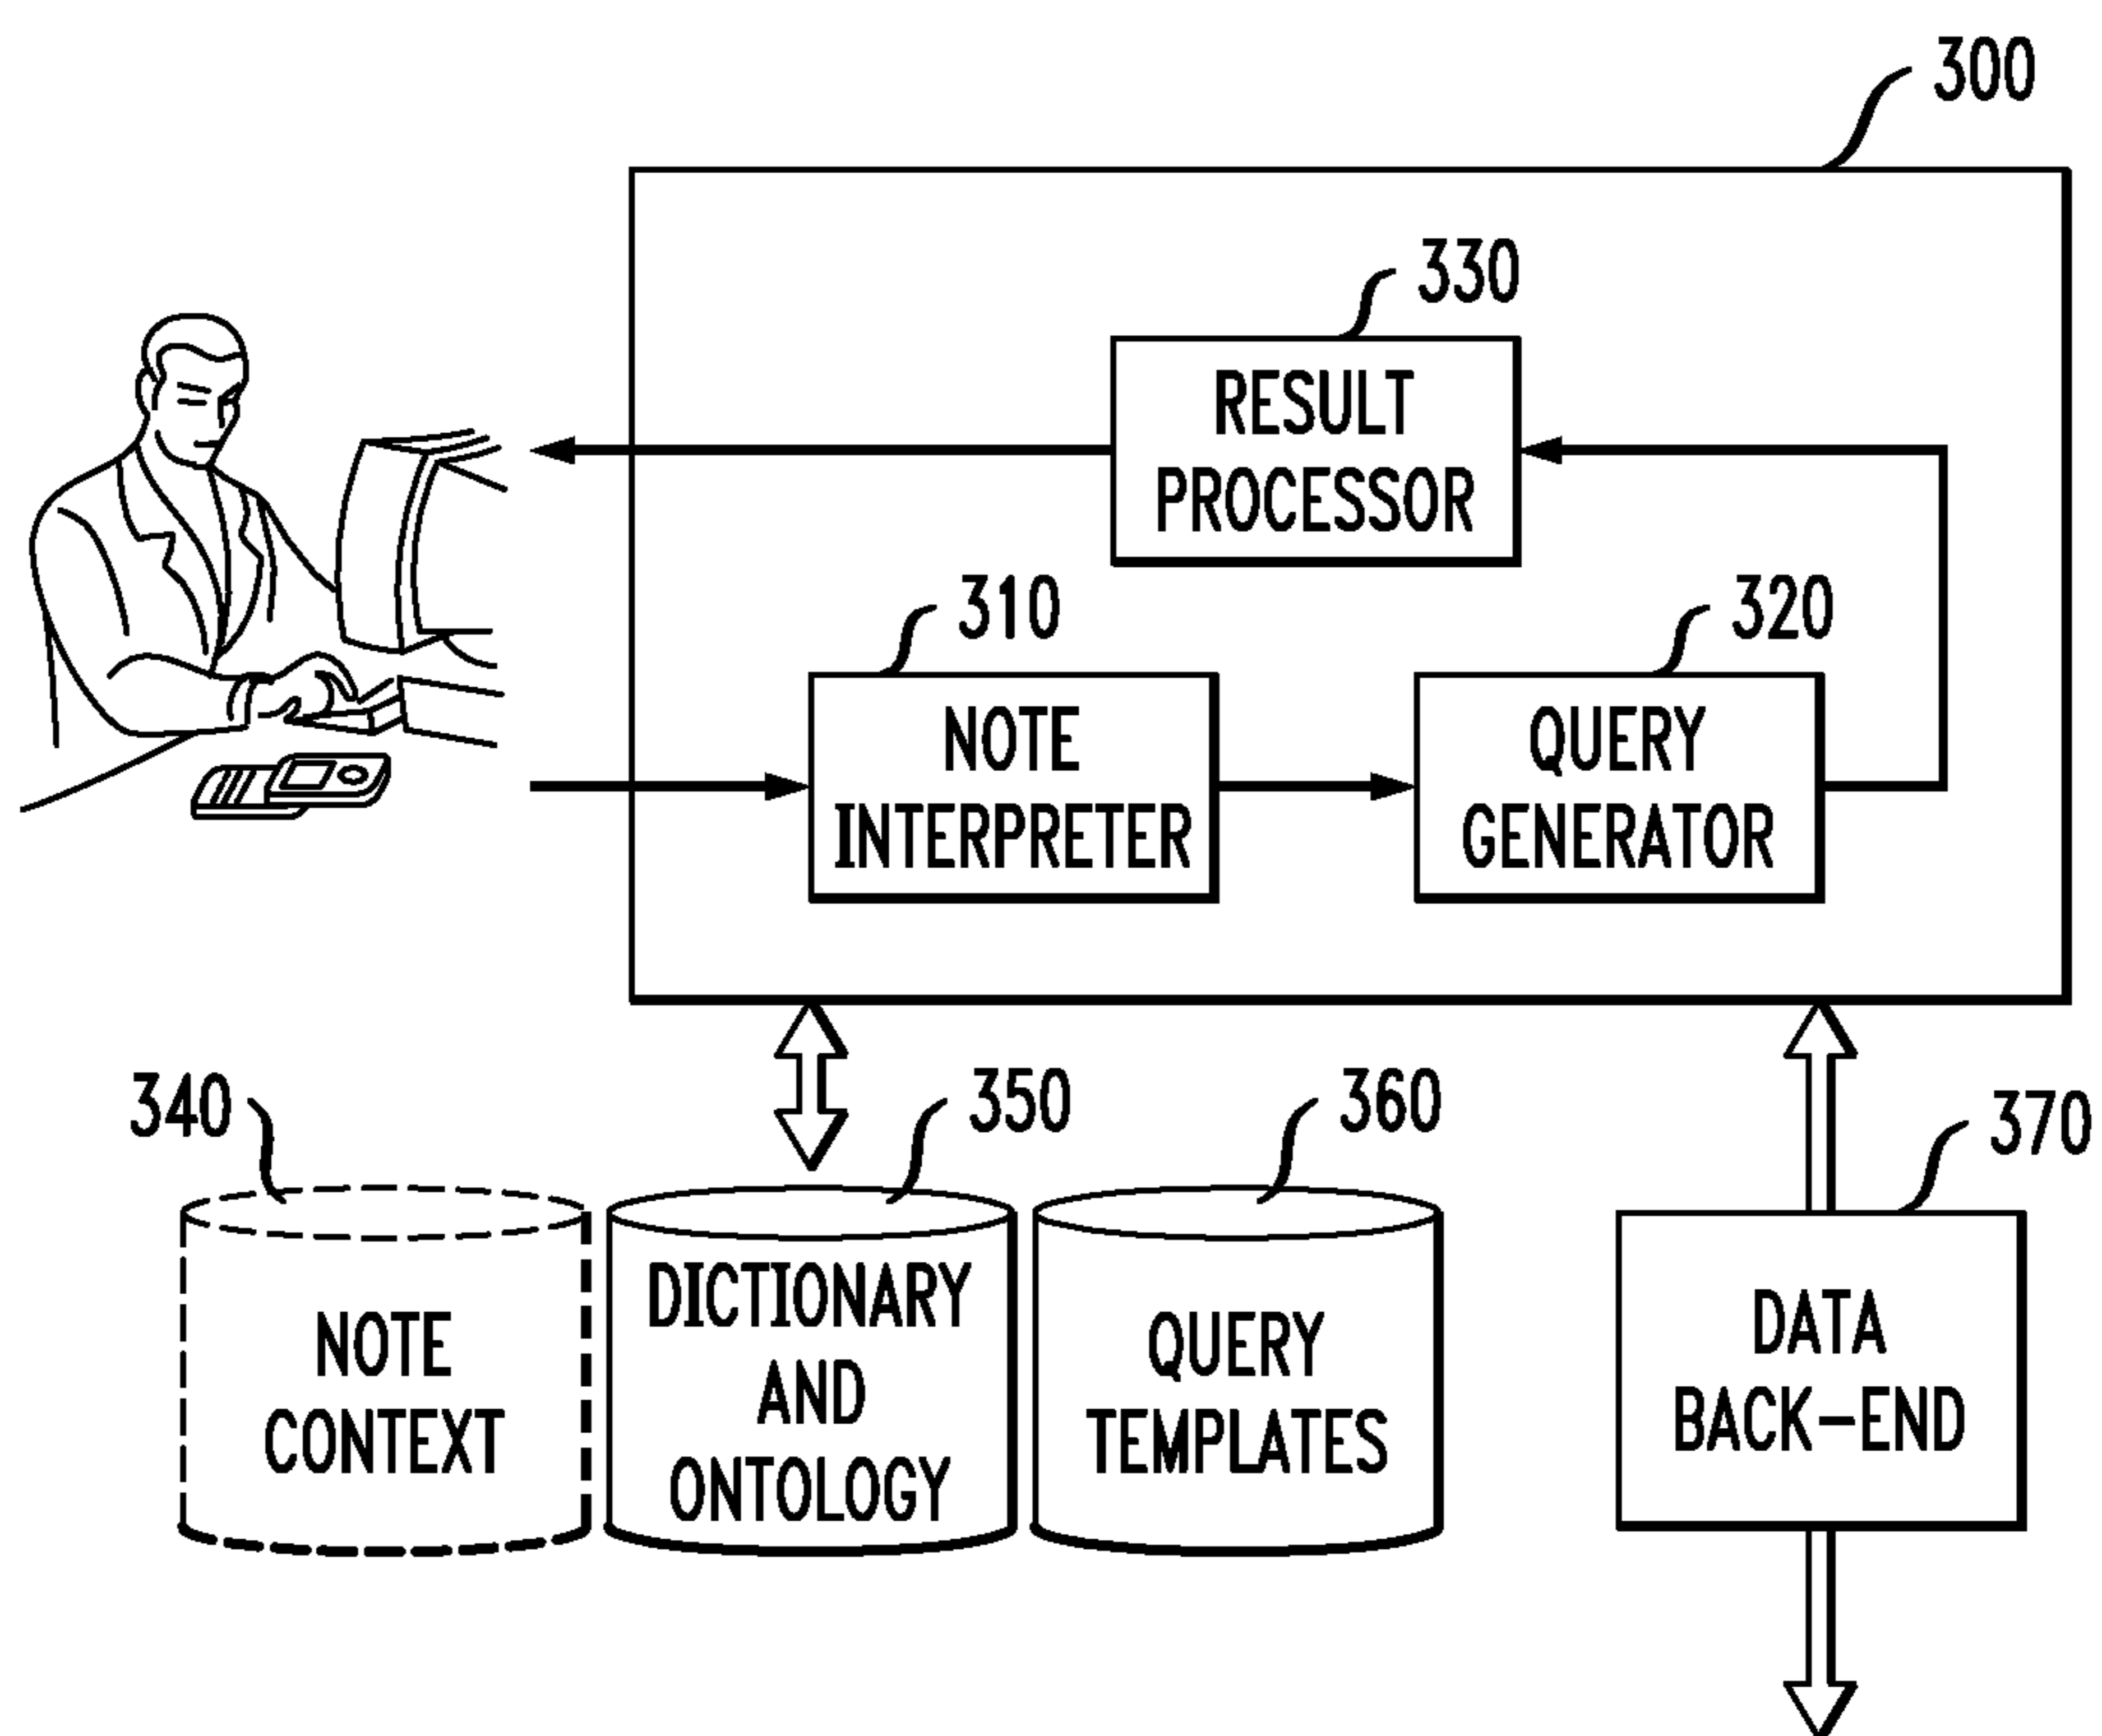 300
330
RESULT
PROCESSOR
310
320
NOTE
INTERPRETER
QUERY
GENERATOR
340
350
360
370
NOTE
CONTEXT
DICTIONARY
AND
ONTOLOGY
QUERY
TEMPLATES
DATA
BACK-END